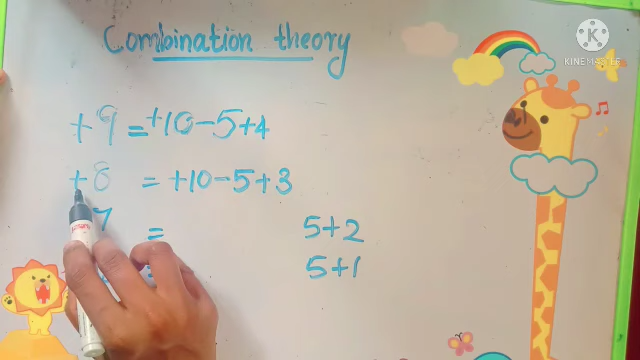 Combination theory
K
KINEMASTER
+9 = +10-5+4
+8 = +10-5+3
7 = 5+2
= 5+1